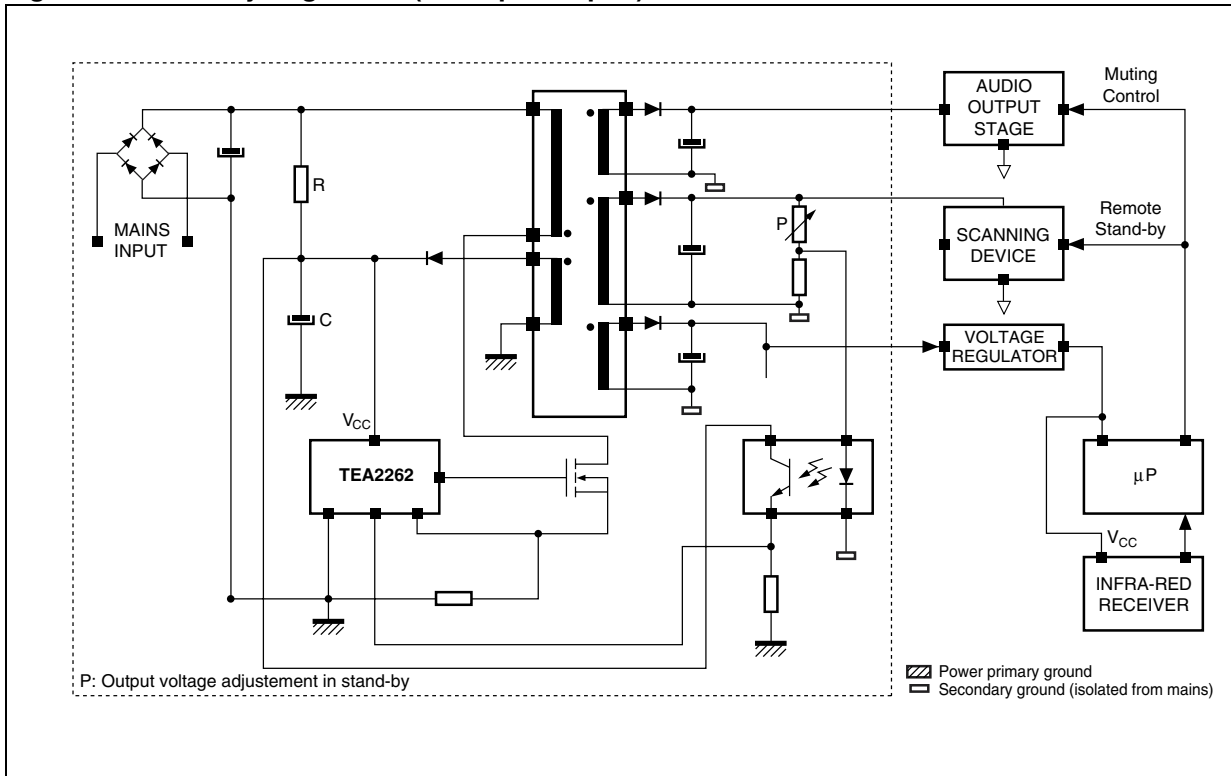 AUDIO
OUTPUT
STAGE
Muting
Control
R
MAINS
INPUT
P
Remote
Stand-by
SCANNING
DEVICE
C
VOLTAGE
REGULATOR
VCC
TEA2262
μP
VCC
INFRA-RED
RECEIVER
P: Output voltage adjustement in stand-by
Power primary ground
Secondary ground (isolated from mains)